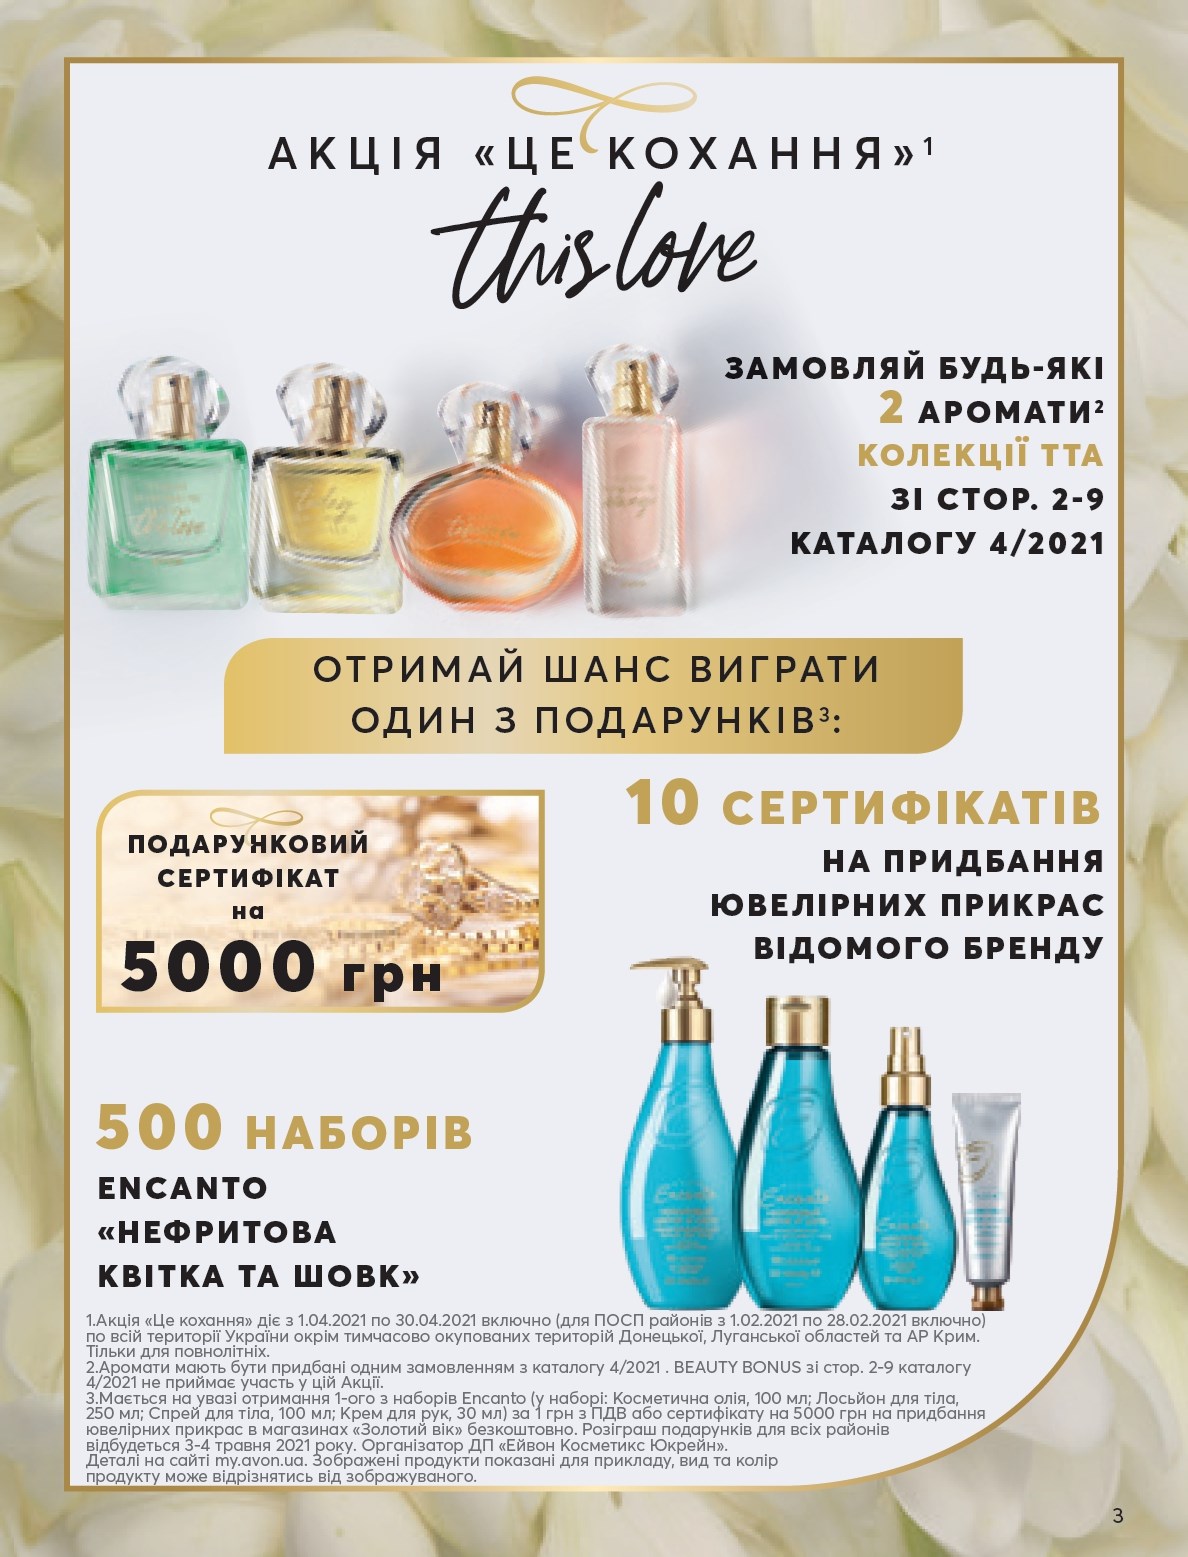 АКЦІЯ «ЦЕ КОХАННЯ»¹
this love
ЗАМОВЛЯЙ БУДЬ-ЯКІ
2 АРОМАТИ²
КОЛЕКЦІЇ ТТА
ЗІ СТОР. 2-9
КАТАЛОГУ 4/2021
ОТРИМАЙ ШАНС ВИГРАТИ
ОДИН З ПОДАРУНКІВ³:
ПОДАРУНКОВИЙ
СЕРТИФІКАТ
на
5000 грн
10 СЕРТИФІКАТІВ
НА ПРИДБАННЯ
ЮВЕЛІРНИХ ПРИКРАС
ВІДОМОГО БРЕНДУ
500 НАБОРІВ
ENCANTO
«НЕФРИТОВА
КВІТКА ТА ШОВК»
1.Акція «Це кохання» діє з 1.04.2021 по 30.04.2021 включно (для ПОСП районів з 1.02.2021 по 28.02.2021 включно)
по всій території України окрім тимчасово окупованих територій Донецької, Луганської областей та АР Крим.
Тільки для повнолітніх.
2.Аромати мають бути придбані одним замовленням з каталогу 4/2021 . BEAUTY BONUS зі стор. 2-9 каталогу
4/2021 не приймає участь у цій Акції.
3.Мається на увазі отримання 1-ого з наборів Encanto (у наборі: Косметична олія, 100 мл; Лосьйон для тіла,
250 мл; Спрей для тіла, 100 мл; Крем для рук, 30 мл) за 1 грн з ПДВ або сертифікату на 5000 грн на придбання
ювелірних прикрас в магазинах «Золотий вік» безкоштовно. Розіграш подарунків для всіх районів
відбудеться 3-4 травня 2021 року. Організатор ДП «Ейвон Косметикс Юкрейн».
Деталі на сайті my.avon.ua. Зображені продукти показані для прикладу, вид та колір
продукту може відрізнятись від зображуваного.
3